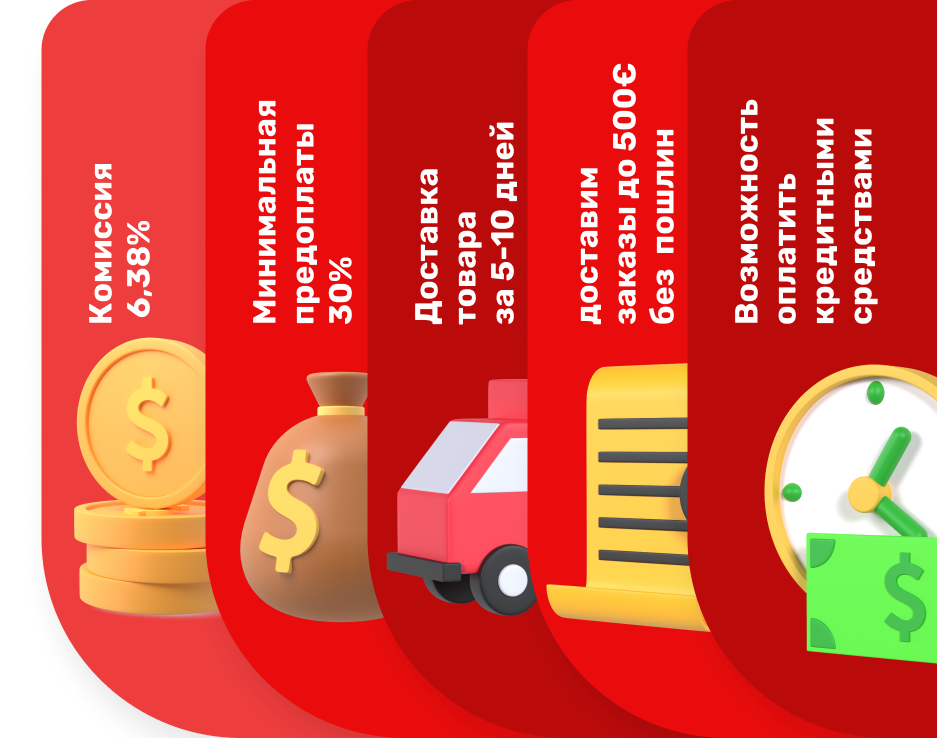 Комиссия
6,38%
Минимальная
предоплаты
30%
Доставка
товара
за 5-10 дней
доставим
заказы до 500€
без пошлин
Возможность
оплатить
кредитными
средствами
$
$
$